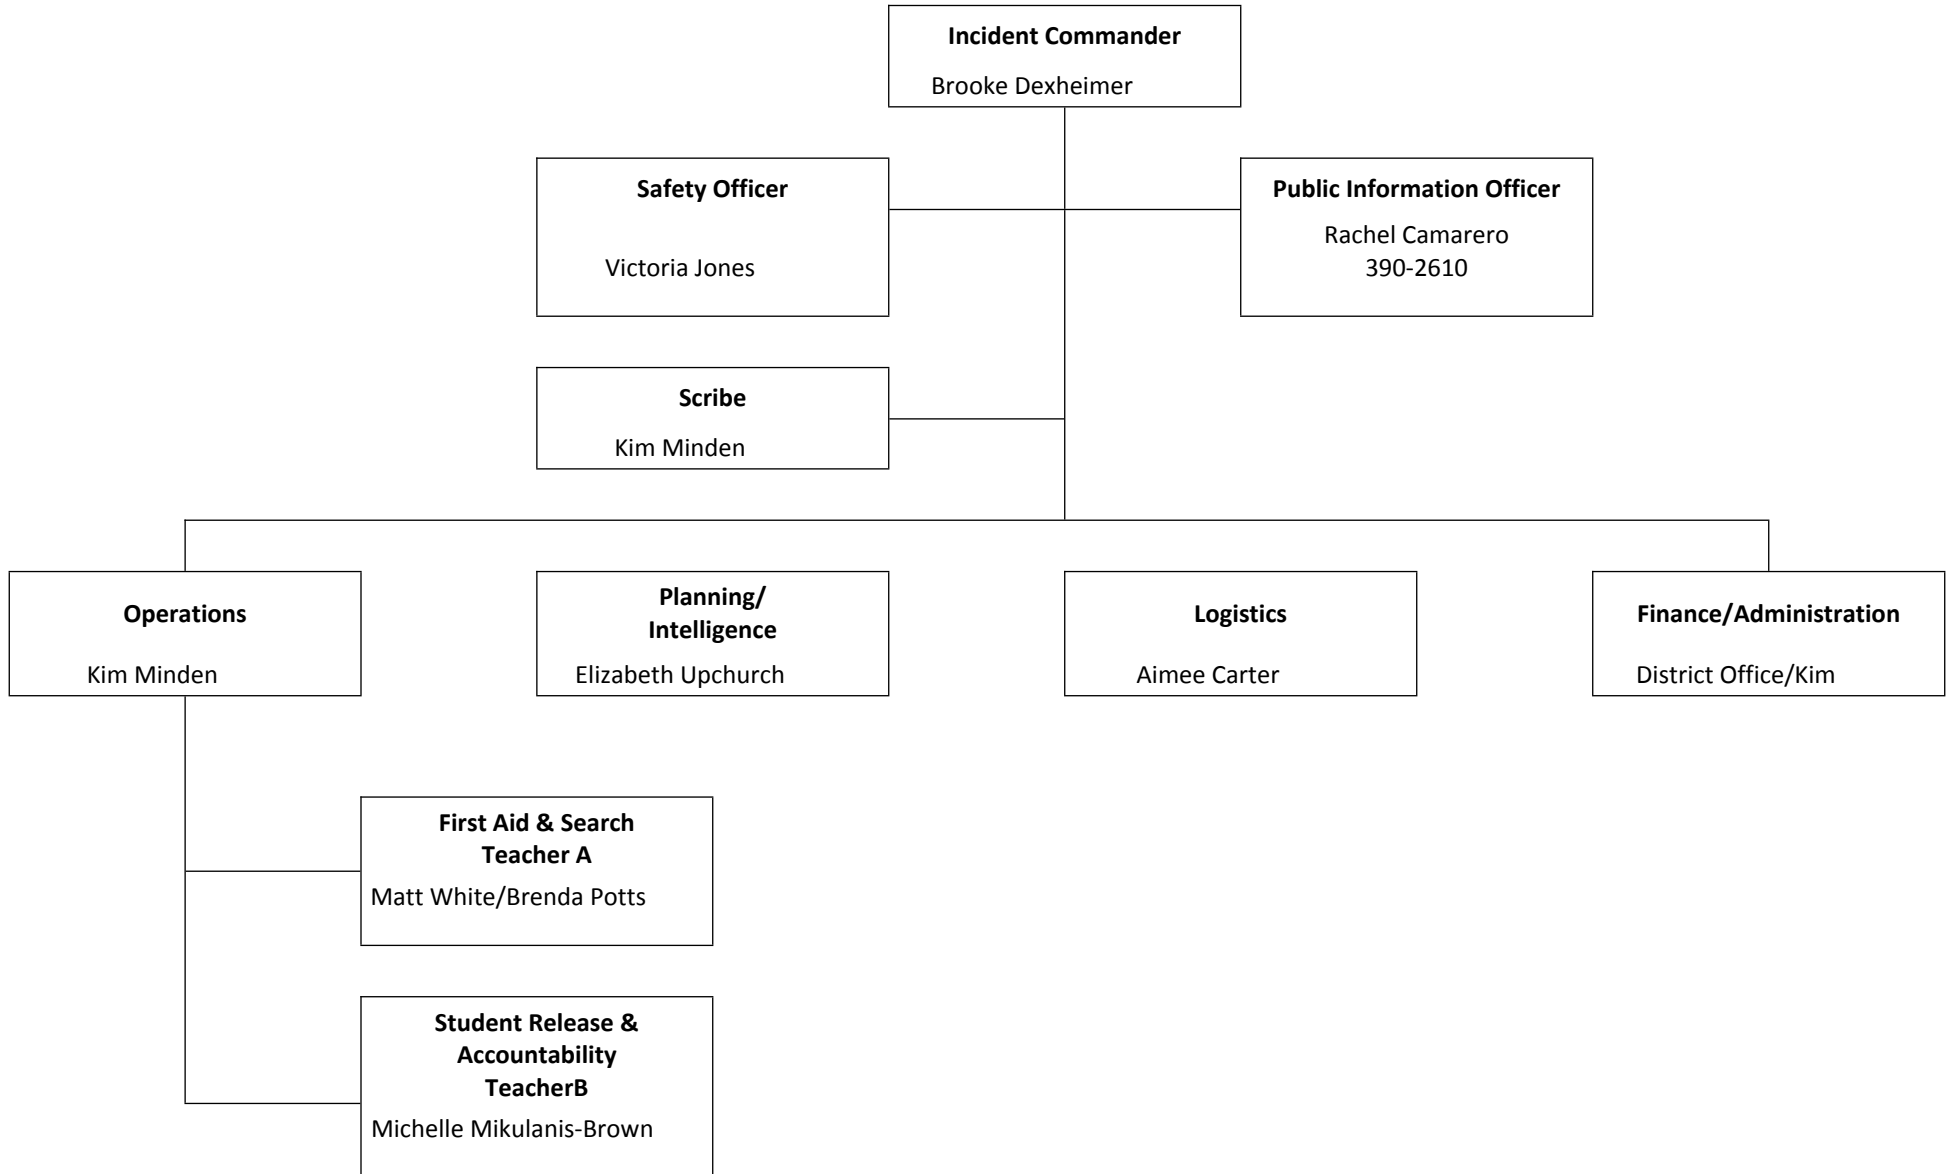 Incident Commander
Brooke Dexheimer
Safety Officer
Victoria Jones
Public Information Officer
Rachel Camarero
390-2610
Scribe
Kim Minden
Operations
Kim Minden
Planning/
Intelligence
Elizabeth Upchurch
Logistics
Aimee Carter
Finance/Administration
District Office/Kim
First Aid & Search
Teacher A
Matt White/Brenda Potts
Student Release &
Accountability
TeacherB
Michelle Mikulanis-Brown